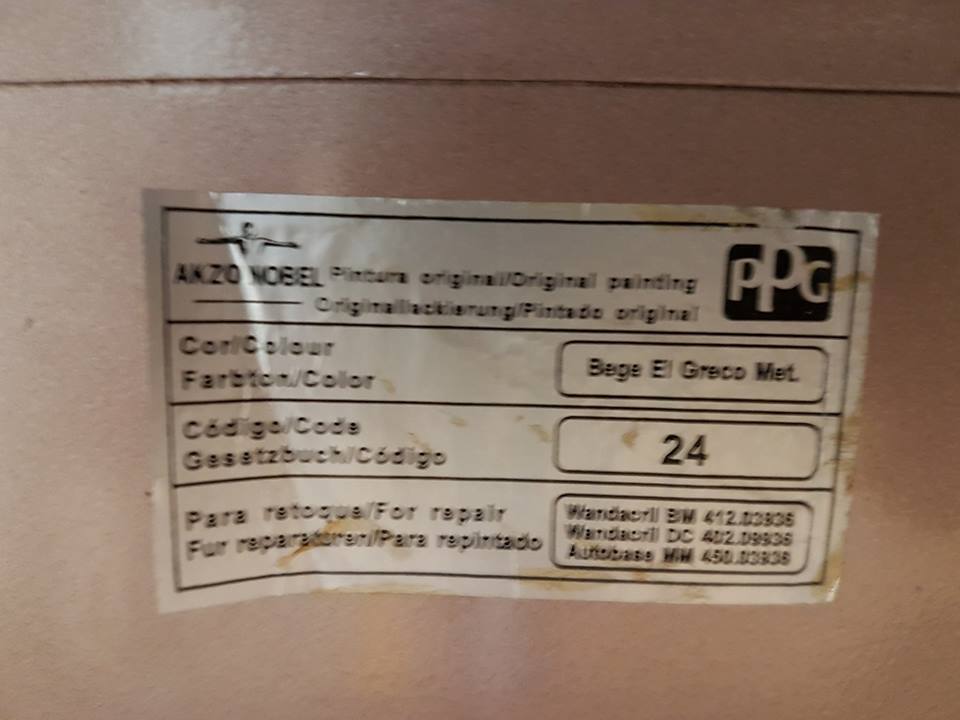 AKZO NOBEL Pintura original/Original painting
Originallackierung/Pintado original
PPG
Cor/Colour
Farbton/Color
Bege El Greco Met.
Código/Code
Gesetzbuch/Código
24
Para retoque/For repair
Fur reparaturen/Para repintado
Wandacril BM 412.03936
Wandacril DC 402.09936
Autobase MM 450.03936